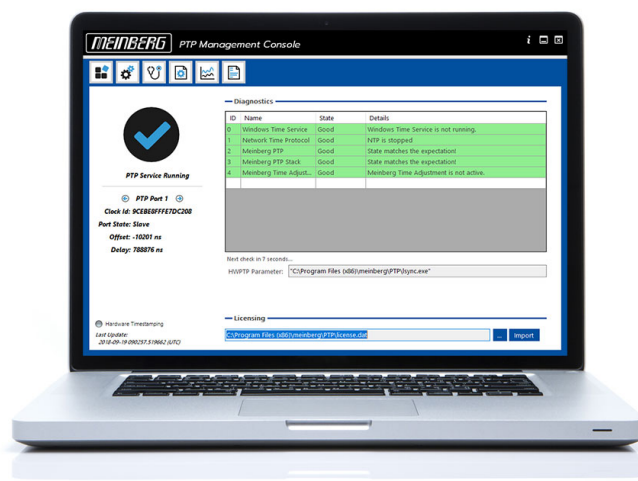 MEINBERG PTP Management Console
PTP Service Running
PTP Port 1
Clock Id: 9CEBE8FFFE7DC208
Port State: Slave
Offset: -10201 ns
Delay: 788876 ns
Hardware Timestamping
Last Update:
2018-09-19 090257.519662 (UTC)
Diagnostics
ID Name State Details
0 Windows Time Service Good Windows Time Service is not running.
1 Network Time Protocol Good NTP is stopped
2 Meinberg PTP Good State matches the expectation!
3 Meinberg PTP Stack Good State matches the expectation!
4 Meinberg Time Adjust... Good Meinberg Time Adjustment is not active.
Next check in 7 seconds...
HWPTP Parameter: "C:\Program Files (x86)\meinberg\PTP\lsync.exe"
Licensing
C:\Program Files (x86)\meinberg\PTP\license.dat ... Import